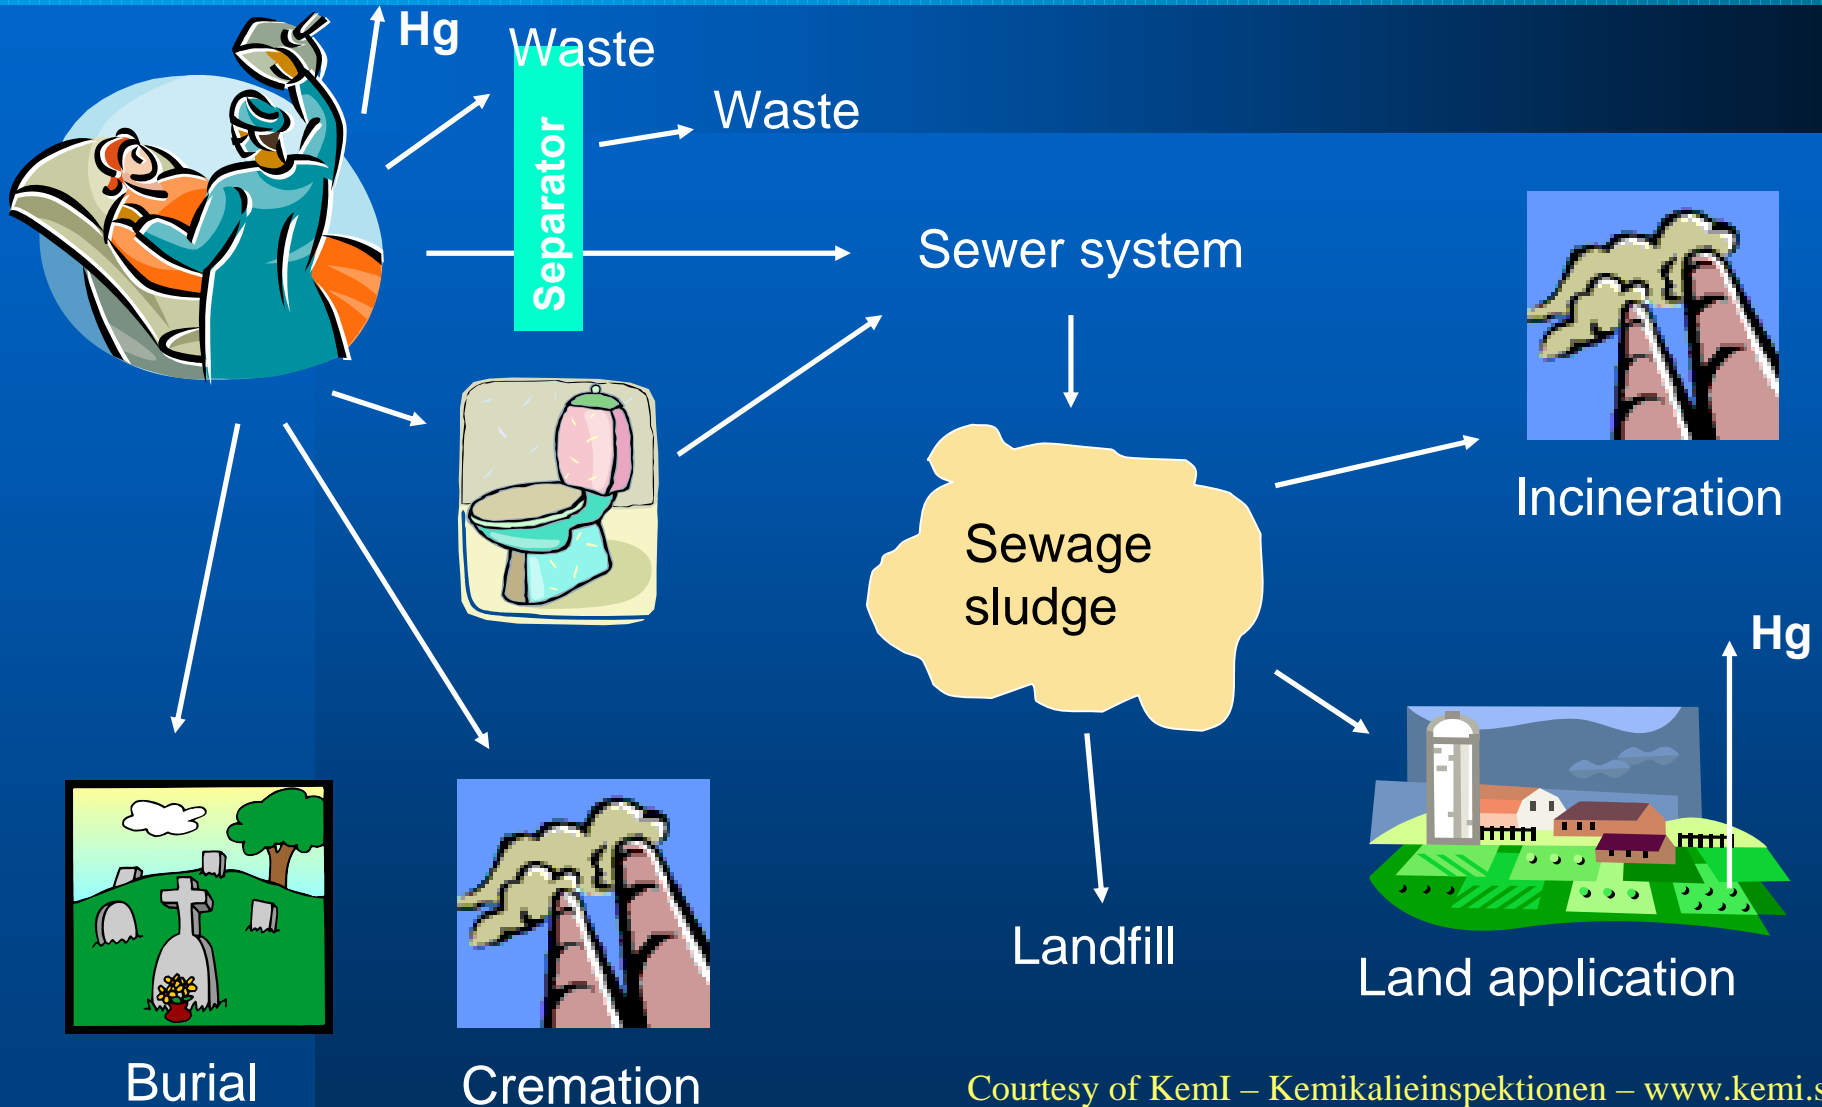 Hg
Waste
Waste
Separator
Sewer system
Incineration
Sewage
sludge
Hg
Landfill
Land application
Burial
Cremation
Courtesy of KemI – Kemikalieinspektionen – www.kemi.s